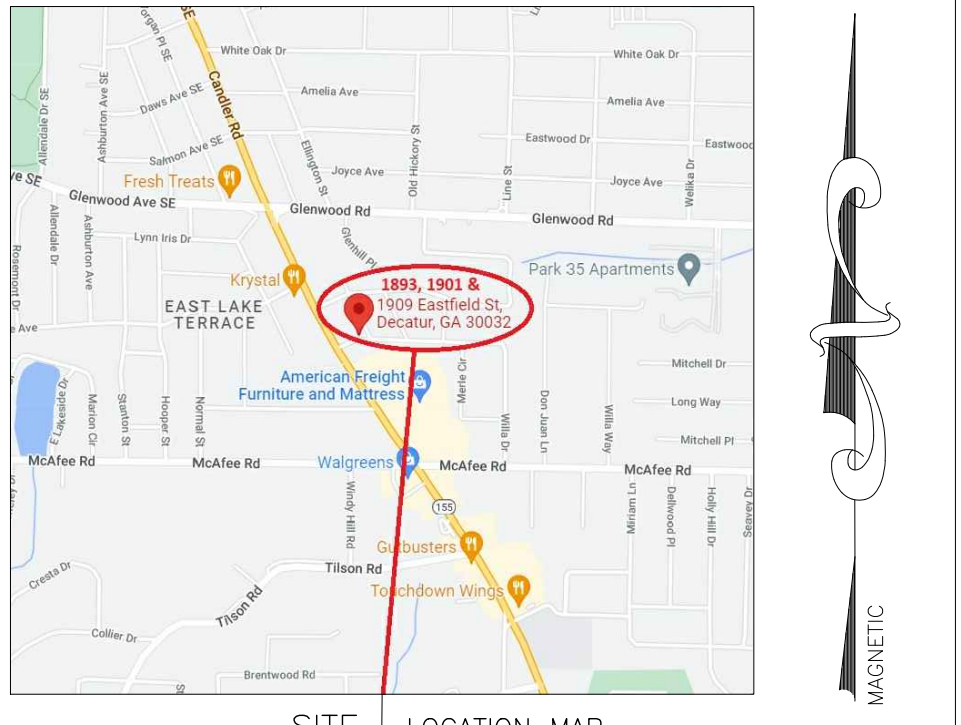 SE
Morgan Pl SE
White Oak Dr
White Oak Dr
Allendale Dr SE
Ashburton Ave SE
Daws Ave SE
Candler Rd
Amelia Ave
Amelia Ave
Salmon Ave SE
Ellington St
Old Hickory St
Eastwood Dr
Eastwood
Joyce Ave
Line St
Joyce Ave
Welika Dr
Fresh Treats
ve SE
Glenwood Ave SE
Glenwood Rd
Glenwood Rd
Allendale Dr
Ashburton Ave
Lynn Iris Dr
Glenhill Pl
Rosemont Dr
Krystal
Park 35 Apartments
EAST LAKE
TERRACE
1893, 1901 &
1909 Eastfield St,
Decatur, GA 30032
e Ave
American Freight
Furniture and Mattress
Merle Cir
Mitchell Dr
Long Way
E Lakeside Dr
Marion Cir
Stanton St
Hooper St
Normal St
Willa Dr
Don Juan Ln
Willa Way
Mitchell Pl
McAfee Rd
McAfee Rd
Walgreens
McAfee Rd
McAfee Rd
Windy Hill Rd
155
Miriam Ln
Dellwood Pl
Holly Hill Dr
Seavey Dr
Gutbusters
Cresta Dr
Tilson Rd
Tilson Rd
Touchdown Wings
Collier Dr
Brentwood Rd
MAGNETIC
SITE LOCATION MAP